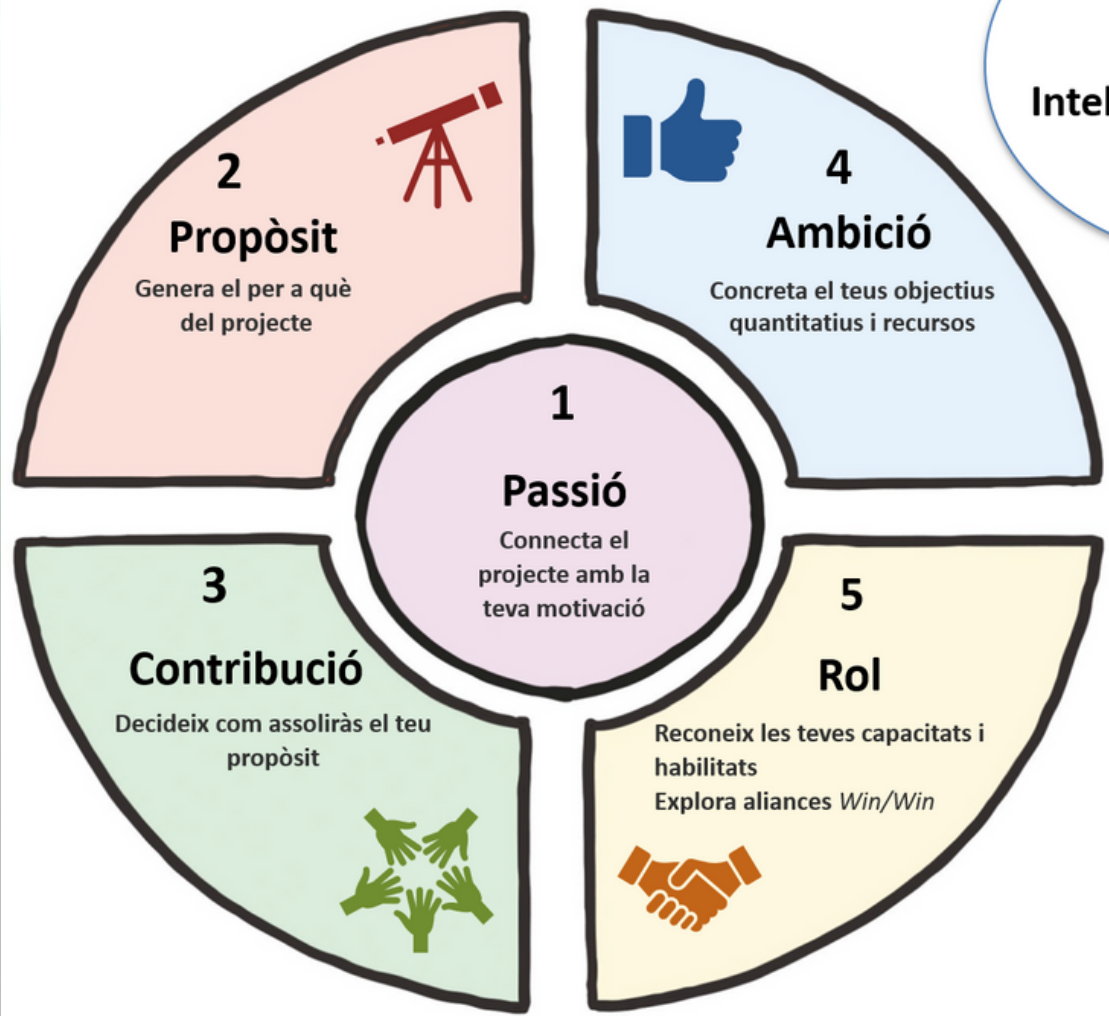 2
Propòsit
Genera el per a què
del projecte
4
Ambició
Concreta el teus objectius
quantitatius i recursos
1
Passió
Connecta el
projecte amb la
teva motivació
3
Contribució
Decideix com assoliràs el teu
propòsit
5
Rol
Reconeix les teves capacitats i
habilitats
Explora aliances Win/Win